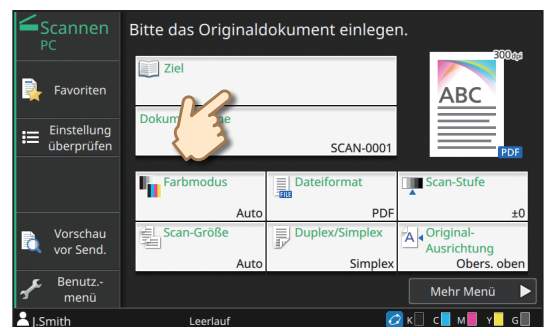 Scannen
PC
Bitte das Originaldokument einlegen.
Favoriten
Einstellung
überprüfen
Vorschau
vor Send.
Benutz.-
menü
Ziel
SCAN-0001
300dpi
ABC
PDF
Farbmodus
Auto
Dateiformat
FILE
PDF
Scan-Stufe
±0
Scan-Größe
Auto
Duplex/Simplex
Simplex
A
Original-
Ausrichtung
Obers. oben
Mehr Menü
J.Smith
Leerlauf
K C M Y G